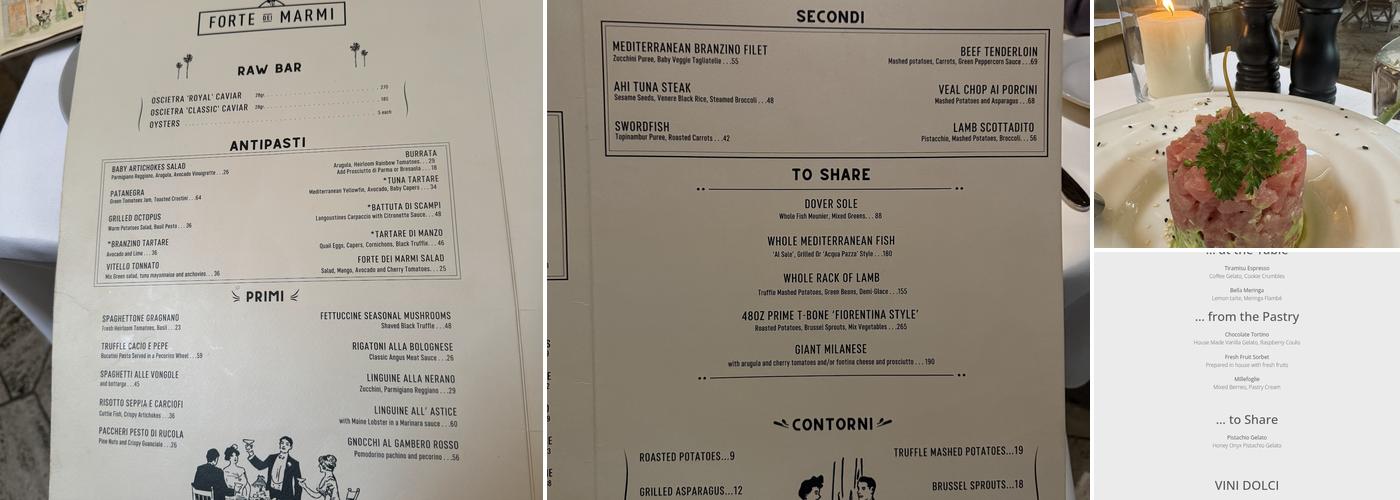 FORTE DEI MARMI
RAW BAR
OSCIETRA 'ROYAL' CAVIAR 28gr. 270
OSCIETRA 'CLASSIC' CAVIAR 28gr. 185
OYSTERS 5 each
ANTIPASTI
BABY ARTICHOKES SALAD
Parmigiano Reggiano, Arugula, Avocado Vinaigrette . . .26
PATANEGRA
Green Tomatoes Jam, Toasted Crostini . . .64
GRILLED OCTOPUS
Warm Potatoes Salad, Basil Pesto . . . 36
*BRANZINO TARTARE
Avocado and Lime . . . 36
VITELLO TONNATO
Mix Green salad, tuna mayonnaise and anchovies. . . 36
BURRATA
Arugula, Heirloom Rainbow Tomatoes. . . 29
Add Prosciutto di Parma or Bresaola . . . 18
*TUNA TARTARE
Mediterranean Yellowfin, Avocado, Baby Capers . . . 34
*BATTUTA DI SCAMPI
Langoustines Carpaccio with Citronette Sauce. . . 48
*TARTARE DI MANZO
Quail Eggs, Capers, Cornichons, Black Truffle. . . 46
FORTE DEI MARMI SALAD
Salad, Mango, Avocado and Cherry Tomatoes. . . 25
PRIMI
SPAGHETTONE GRAGNANO
Fresh Heirloom Tomatoes, Basil . . .23
TRUFFLE CACIO E PEPE
Bucatini Pasta Served in a Pecorino Wheel . . .59
SPAGHETTI ALLE VONGOLE
and bottarga . . .45
RISOTTO SEPPIA E CARCIOFI
Cuttle Fish, Crispy Artichokes . . .36
PACCHERI PESTO DI RUCOLA
Pine Nuts and Crispy Guanciale . . .26
FETTUCCINE SEASONAL MUSHROOMS
Shaved Black Truffle . . .48
RIGATONI ALLA BOLOGNESE
Classic Angus Meat Sauce . . .26
LINGUINE ALLA NERANO
Zucchini, Parmigiano Reggiano . . .29
LINGUINE ALL' ASTICE
with Maine Lobster in a Marinara sauce . . .60
GNOCCHI AL GAMBERO ROSSO
Pomodorino pachino and pecorino . . .56
SECONDI
MEDITERRANEAN BRANZINO FILET
Zucchini Puree, Baby Veggie Tagliatelle . . .55
AHI TUNA STEAK
Sesame Seeds, Venere Black Rice, Steamed Broccoli . . .48
SWORDFISH
Topinambur Puree, Roasted Carrots . . .42
BEEF TENDERLOIN
Mashed potatoes, Carrots, Green Peppercorn Sauce . . .69
VEAL CHOP AI PORCINI
Mashed Potatoes and Asparagus . . .68
LAMB SCOTTADITO
Pistacchio, Mashed Potatoes, Broccoli. . . 56
TO SHARE
DOVER SOLE
Whole Fish Meunier, Mixed Greens. . . 88
WHOLE MEDITERRANEAN FISH
'Al Sale', Grilled Or 'Acqua Pazza' Style . . .180
WHOLE RACK OF LAMB
Truffle Mashed Potatoes, Green Beans, Demi-Glace . . .155
48OZ PRIME T-BONE 'FIORENTINA STYLE'
Roasted Potatoes, Brussel Sprouts, Mix Vegetables . . .265
GIANT MILANESE
with arugula and cherry tomatoes and/or fontina cheese and prosciutto . . . 190
CONTORNI
ROASTED POTATOES...9
GRILLED ASPARAGUS...12
TRUFFLE MASHED POTATOES...19
BRUSSEL SPROUTS...18
... at the Table
Tiramisu Espresso
Coffee Gelato, Cookie Crumbles
Bella Meringa
Lemon Latte, Meringa Flambé
... from the Pastry
Chocolate Tortino
House Made Vanilla Gelato, Raspberry Coulis
Fresh Fruit Sorbet
Prepared in house with fresh fruits
Millefoglie
Mixed Berries, Pastry Cream
... to Share
Pistachio Gelato
Honey Onyx Pistachio Gelato
VINI DOLCI